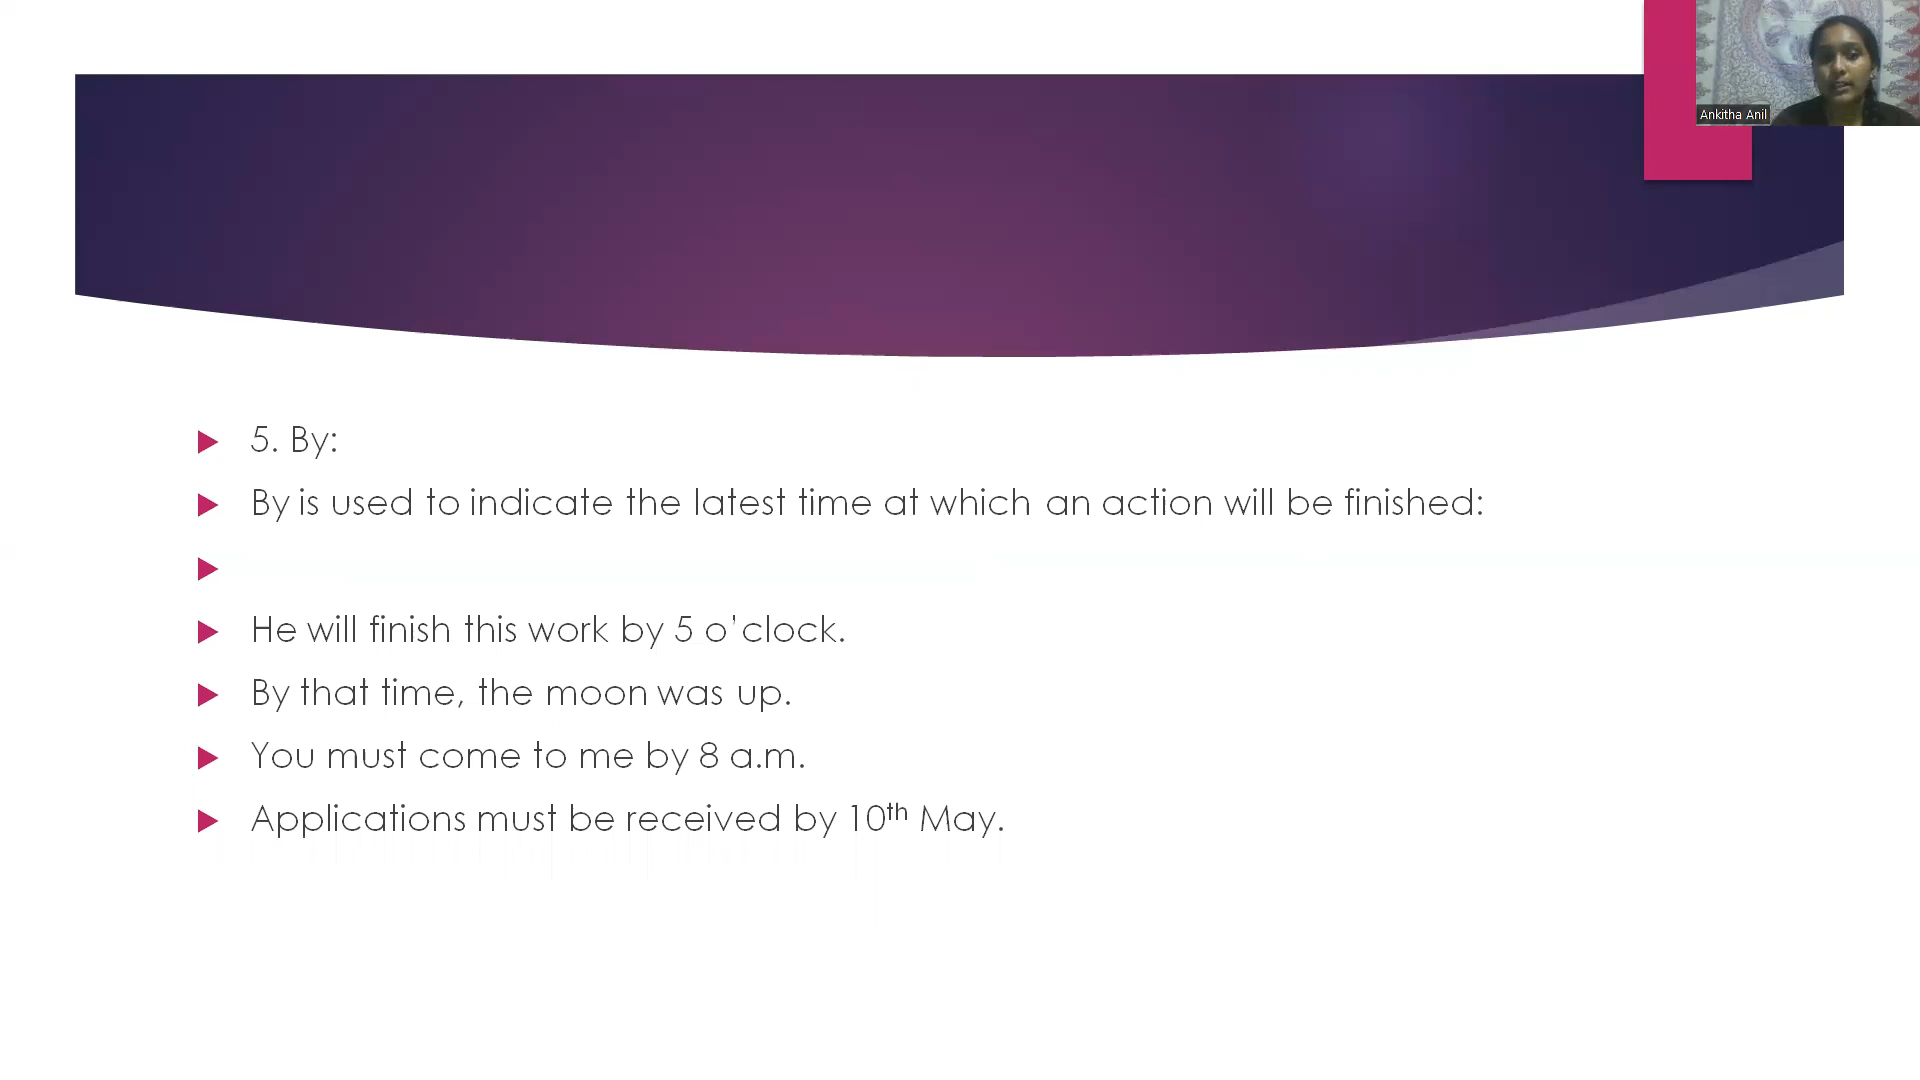 Ankitha Anil
5. By:
By is used to indicate the latest time at which an action will be finished:
He will finish this work by 5 o’clock.
By that time, the moon was up.
You must come to me by 8 a.m.
Applications must be received by 10th May.